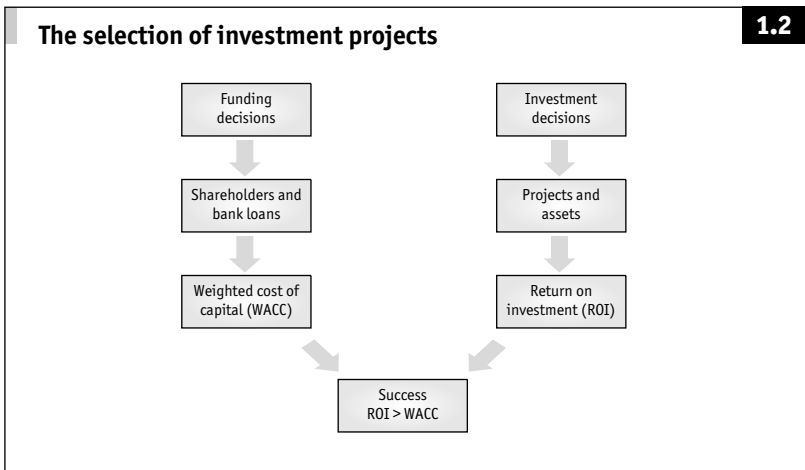 The selection of investment projects
1.2
Funding
decisions
Investment
decisions
Shareholders and
bank loans
Projects and
assets
Weighted cost of
capital (WACC)
Return on
investment (ROI)
Success
ROI > WACC